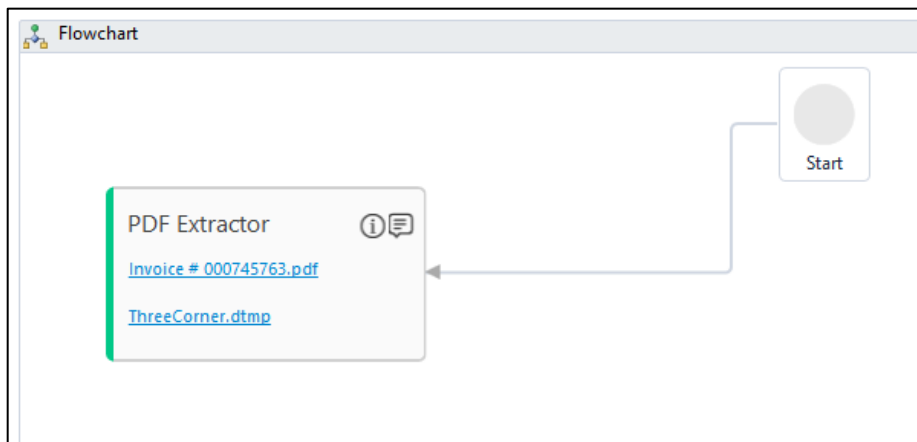 Flowchart
Start
PDF Extractor
Invoice # 000745763.pdf
ThreeCorner.dtmp